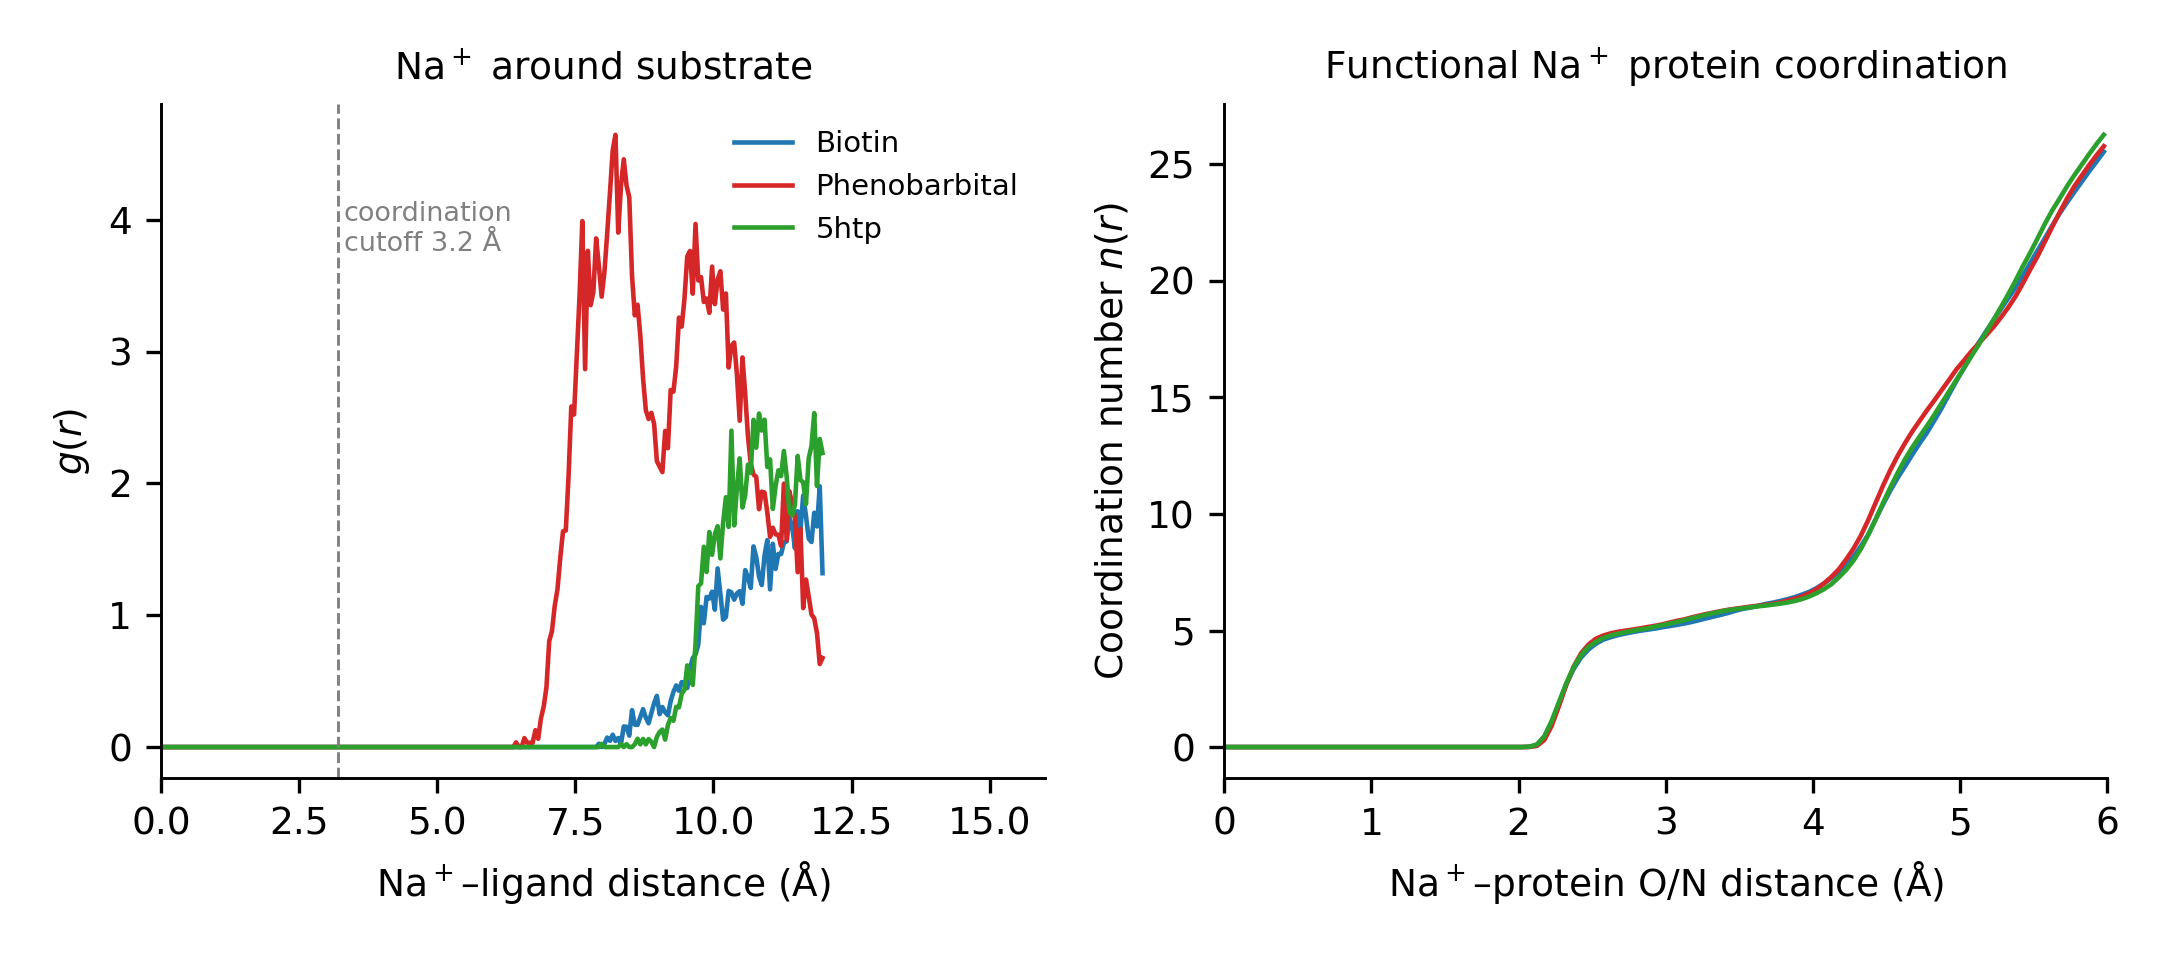 Na⁺ around substrate
Biotin
Phenobarbital
5htp
coordination
cutoff 3.2 Å
4
3
2
1
0
g(r)
0.0 2.5 5.0 7.5 10.0 12.5 15.0
Na⁺–ligand distance (Å)
Functional Na⁺ protein coordination
25
20
15
10
5
0
Coordination number n(r)
0 1 2 3 4 5 6
Na⁺–protein O/N distance (Å)